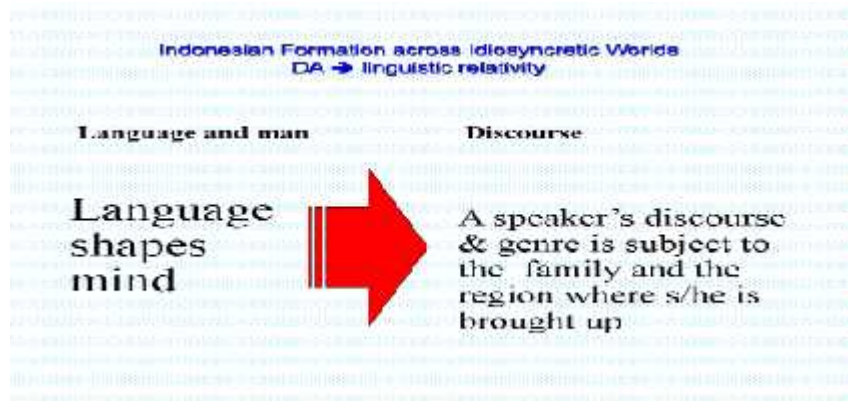 Indonesian Formation across Idiosyncratic Worlds
DA → linguistic relativity
Language and man
Discourse
Language
shapes
mind
A speaker's discourse
& genre is subject to
the family and the
region where s/he is
brought up